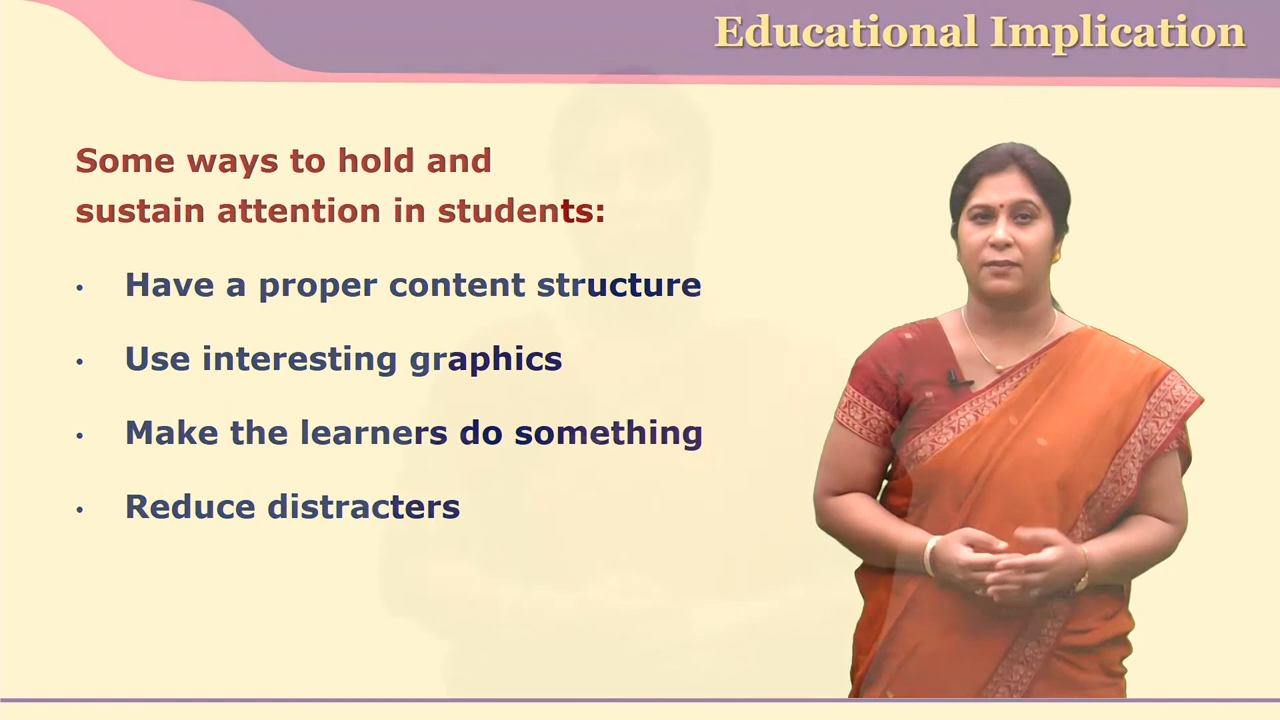 Educational Implication
Some ways to hold and
sustain attention in students:
• Have a proper content structure
• Use interesting graphics
• Make the learners do something
• Reduce distracters